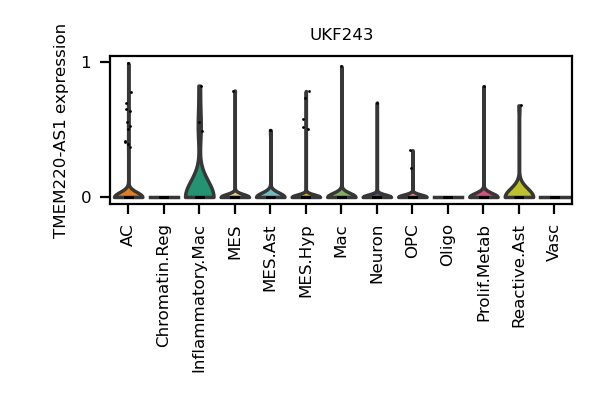 UKF243
TMEM220-AS1 expression
1
0
AC
Chromatin.Reg
Inflammatory.Mac
MES
MES.Ast
MES.Hyp
Mac
Neuron
OPC
Oligo
Prolif.Metab
Reactive.Ast
Vasc